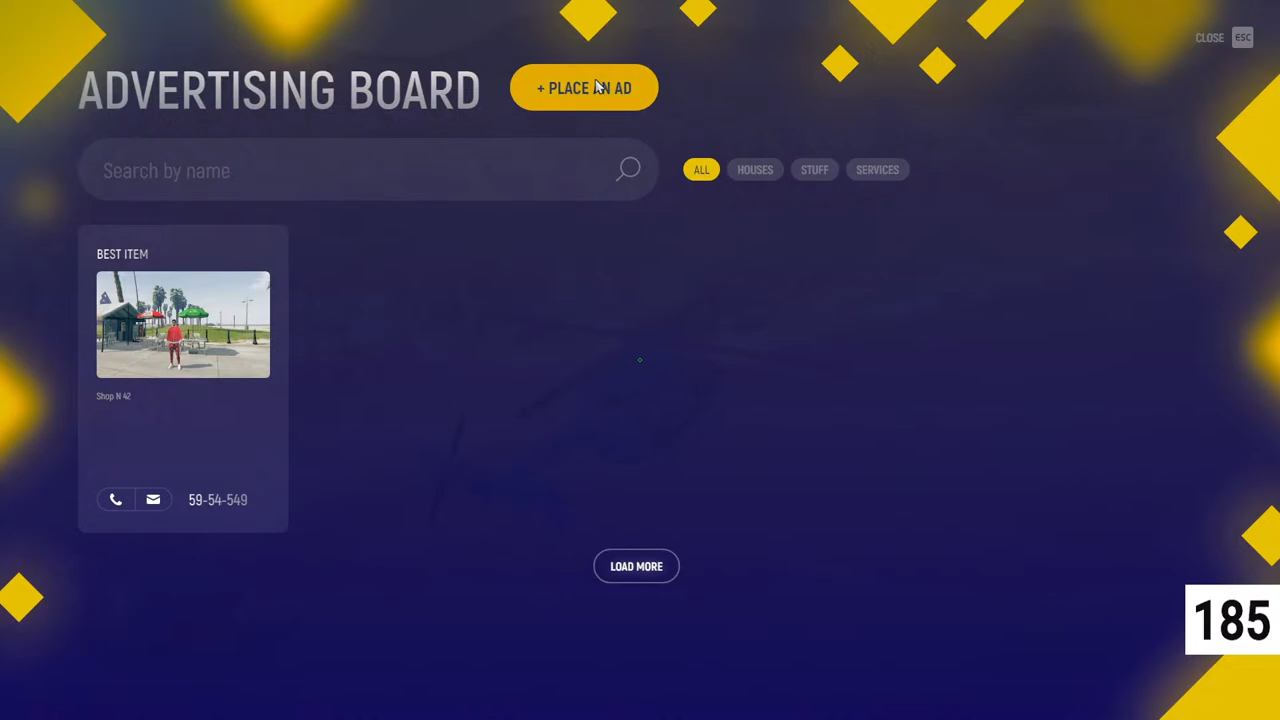 CLOSE ESC
ADVERTISING BOARD
+ PLACE AN AD
Search by name
ALL HOUSES STUFF SERVICES
BEST ITEM
Shop N 42
59-54-549
LOAD MORE
185